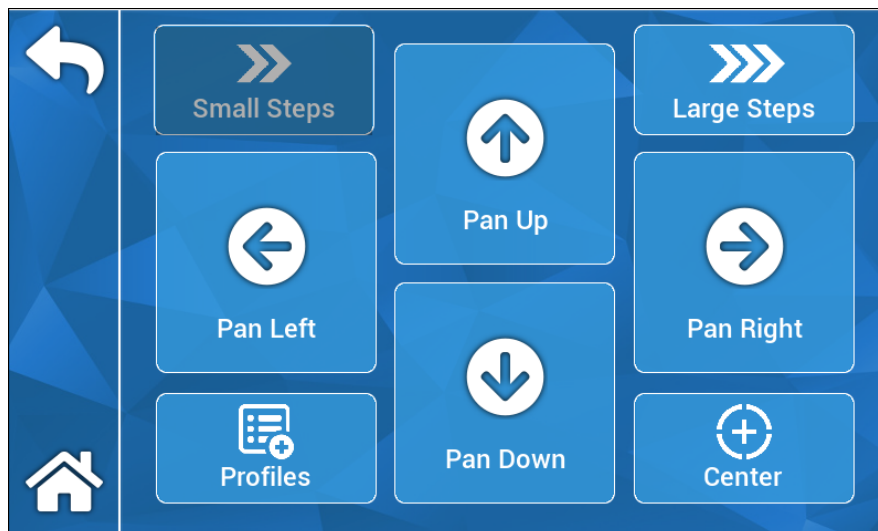 Small Steps
Large Steps
Pan Up
Pan Left
Pan Right
Pan Down
Profiles
Center